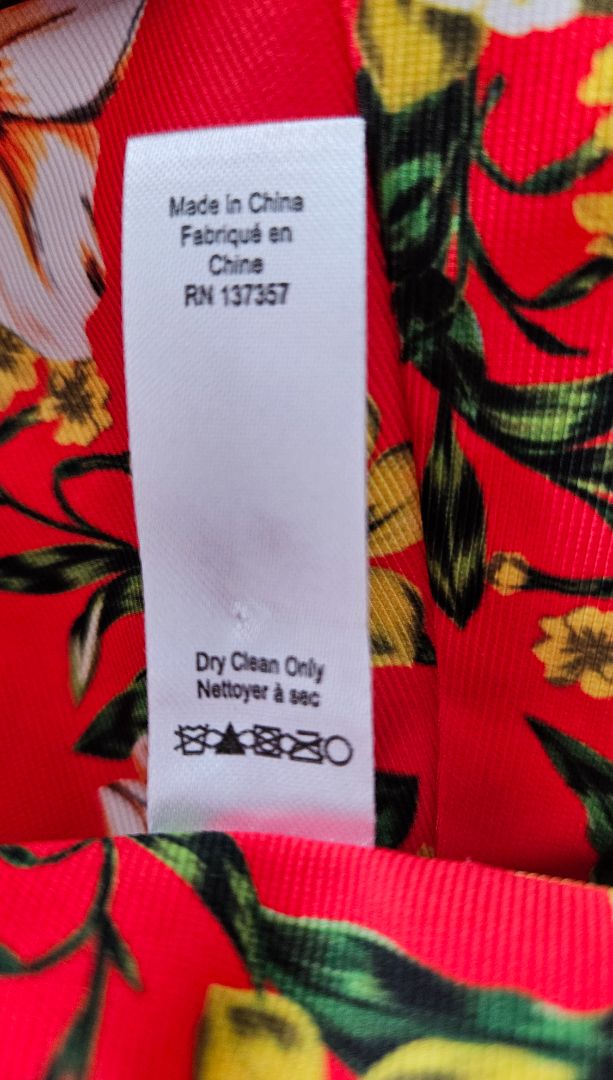 Made In China
Fabriqué en
Chine
RN 137357
Dry Clean Only
Nettoyer à sec